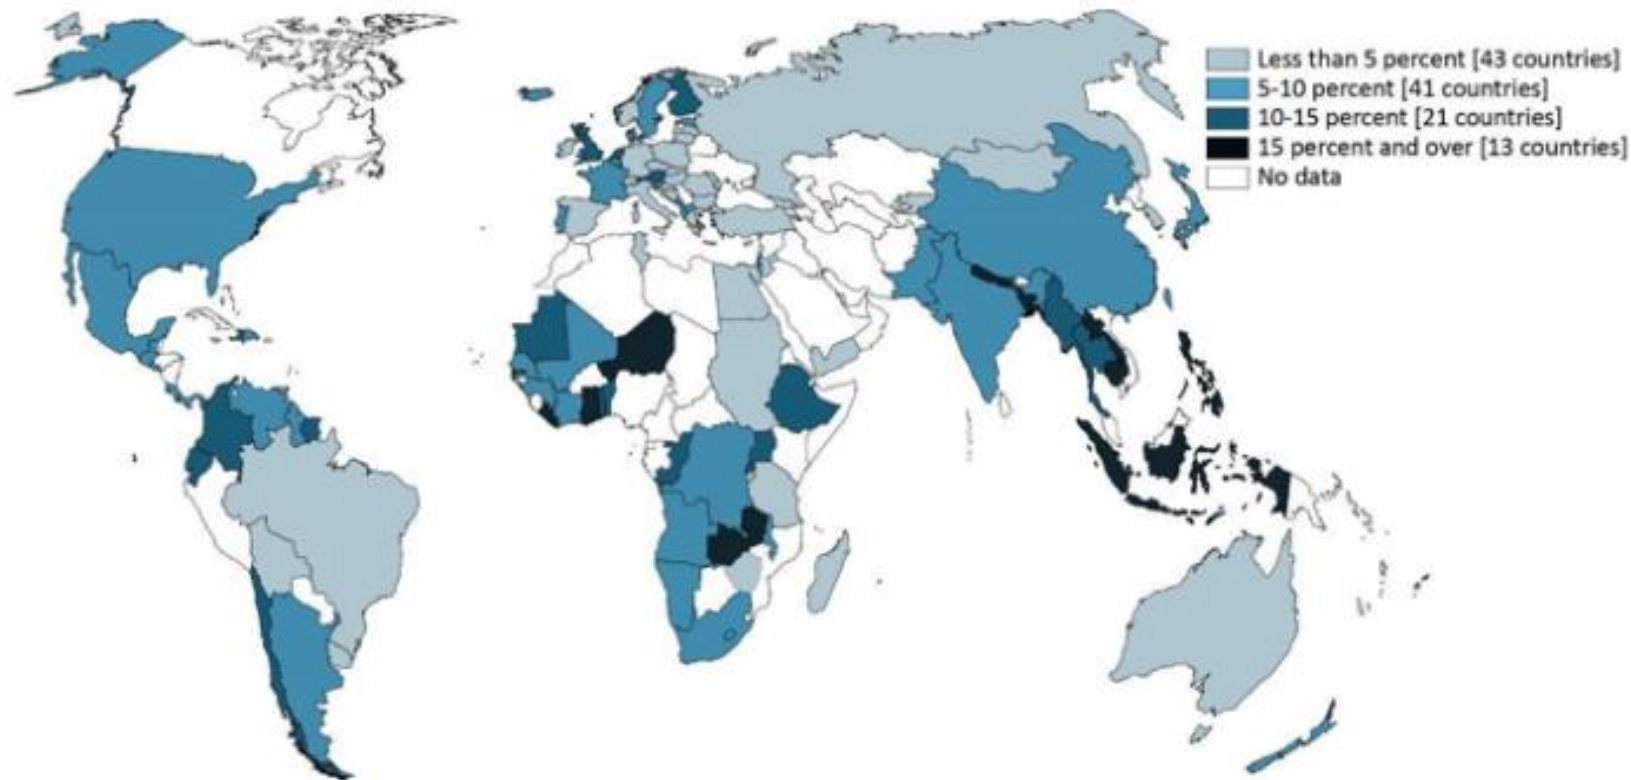 Less than 5 percent [43 countries]
5-10 percent [41 countries]
10-15 percent [21 countries]
15 percent and over [13 countries]
No data